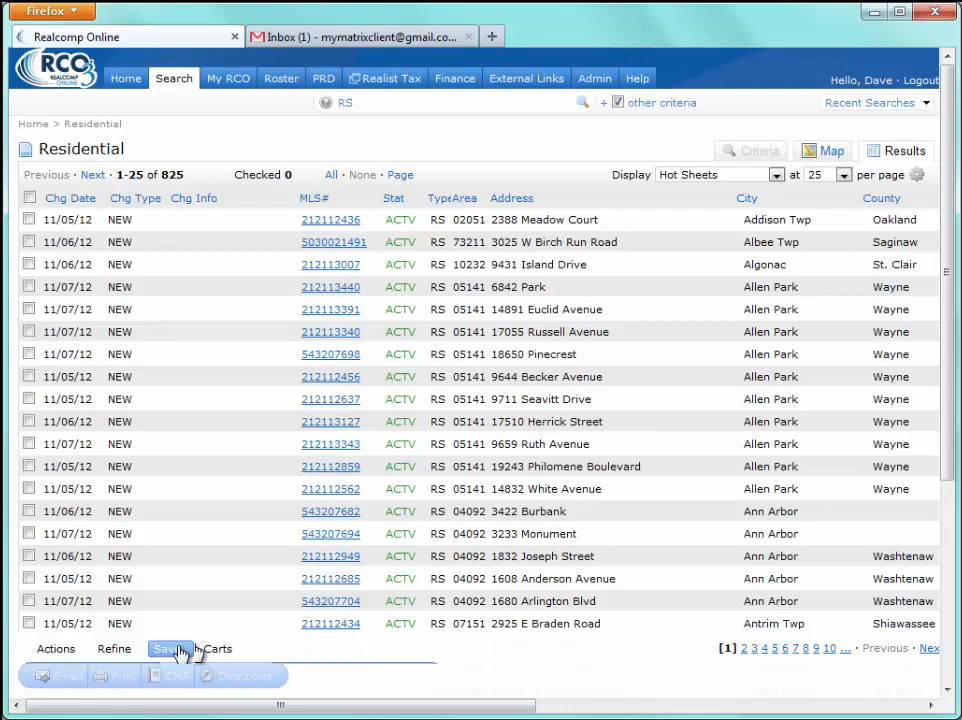 Firefox
Realcomp Online
Inbox (1) - mymatrixclient@gmail.co...
RCO3
REALCOMP ONLINE
Home Search My RCO Roster PRD Realist Tax Finance External Links Admin Help
Hello, Dave - Logout
RS + other criteria Recent Searches
Home > Residential
Residential
Criteria Map Results
Previous · Next · 1-25 of 825 Checked 0 All · None · Page Display Hot Sheets at 25 per page
Chg Date Chg Type Chg Info MLS# Stat Type Area Address City County
11/05/12 NEW 212112436 ACTV RS 02051 2388 Meadow Court Addison Twp Oakland
11/06/12 NEW 5030021491 ACTV RS 73211 3025 W Birch Run Road Albee Twp Saginaw
11/06/12 NEW 212113007 ACTV RS 10232 9431 Island Drive Algonac St. Clair
11/07/12 NEW 212113440 ACTV RS 05141 6842 Park Allen Park Wayne
11/07/12 NEW 212113391 ACTV RS 05141 14891 Euclid Avenue Allen Park Wayne
11/07/12 NEW 212113340 ACTV RS 05141 17055 Russell Avenue Allen Park Wayne
11/07/12 NEW 543207698 ACTV RS 05141 18650 Pinecrest Allen Park Wayne
11/05/12 NEW 212112456 ACTV RS 05141 9644 Becker Avenue Allen Park Wayne
11/05/12 NEW 212112637 ACTV RS 05141 9711 Seavitt Drive Allen Park Wayne
11/06/12 NEW 212113127 ACTV RS 05141 17510 Herrick Street Allen Park Wayne
11/07/12 NEW 212113343 ACTV RS 05141 9659 Ruth Avenue Allen Park Wayne
11/06/12 NEW 212112859 ACTV RS 05141 19243 Philomene Boulevard Allen Park Wayne
11/05/12 NEW 212112562 ACTV RS 05141 14832 White Avenue Allen Park Wayne
11/06/12 NEW 543207682 ACTV RS 04092 3422 Burbank Ann Arbor
11/07/12 NEW 543207694 ACTV RS 04092 3233 Monument Ann Arbor
11/06/12 NEW 212112949 ACTV RS 04092 1832 Joseph Street Ann Arbor Washtenaw
11/05/12 NEW 212112685 ACTV RS 04092 1608 Anderson Avenue Ann Arbor Washtenaw
11/07/12 NEW 543207704 ACTV RS 04092 1680 Arlington Blvd Ann Arbor Washtenaw
11/05/12 NEW 212112434 ACTV RS 07151 2925 E Braden Road Antrim Twp Shiawassee
Actions Refine Save Carts [1] 2 3 4 5 6 7 8 9 10 ... · Previous · Nex
Email Print CMA Directions